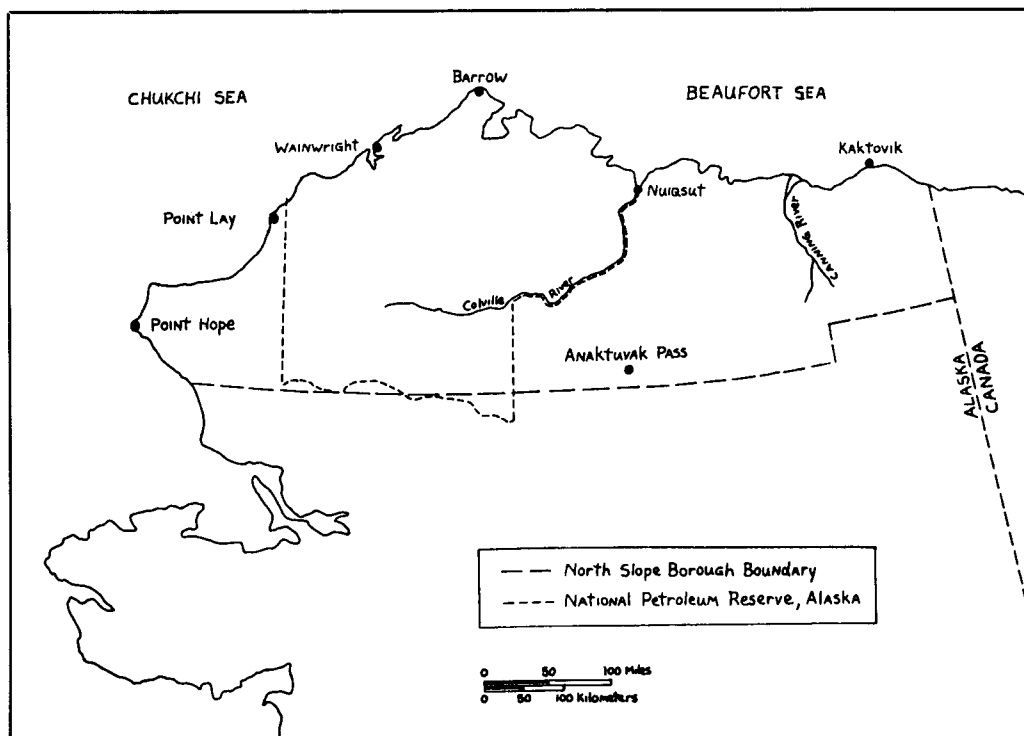 Barrow
CHUKCHI SEA
BEAUFORT SEA
WAINWRIGHT
KAKTOVIK
POINT LAY
NUIQSUT
CANNING RIVER
Colville River
POINT HOPE
ANAKTUVAK PASS
ALASKA
CANADA
North Slope Borough Boundary
NATIONAL Petroleum Reserve, ALASKA
0 50 100 Miles
0 50 100 Kilometers